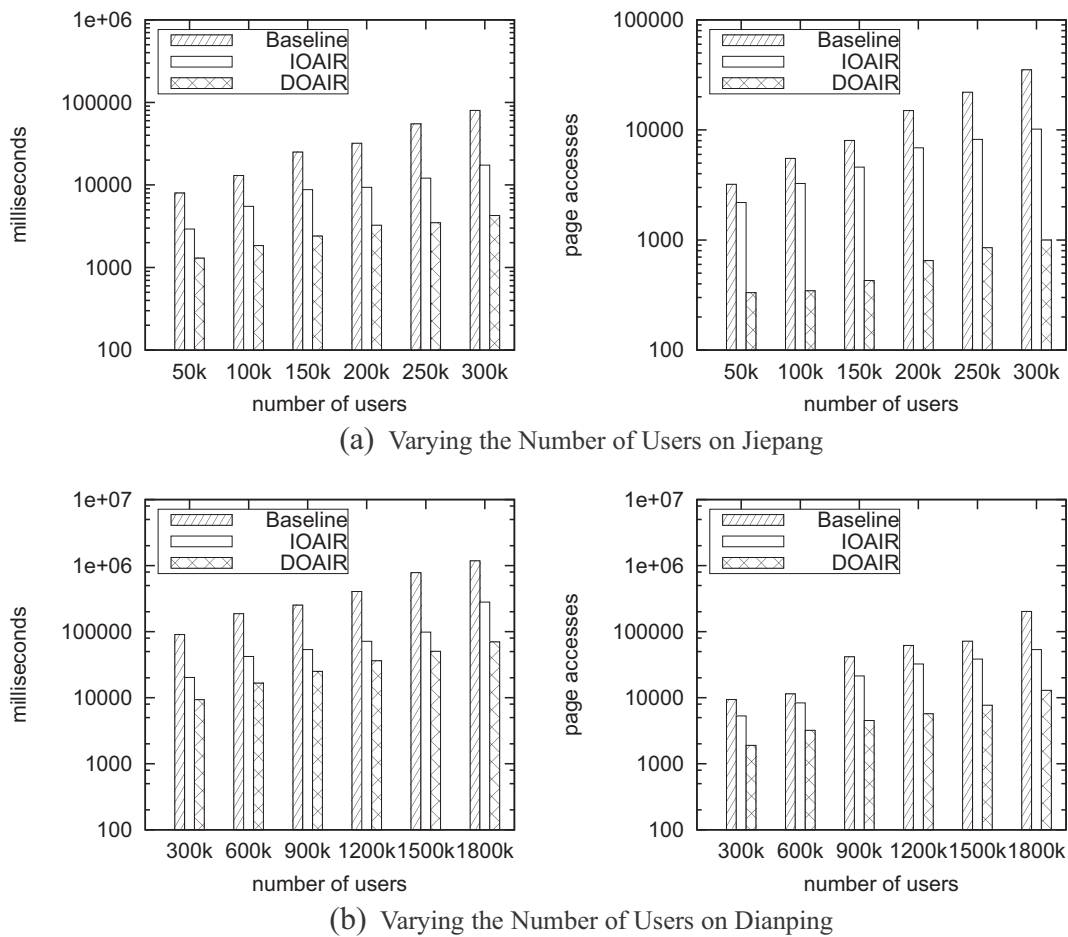 1e+06
100000
10000
1000
100
milliseconds
Baseline
IOAIR
DOAIR
50k 100k 150k 200k 250k 300k
number of users
100000
10000
1000
100
page accesses
Baseline
IOAIR
DOAIR
50k 100k 150k 200k 250k 300k
number of users
(a) Varying the Number of Users on Jiepang
1e+07
1e+06
100000
10000
1000
100
milliseconds
Baseline
IOAIR
DOAIR
300k 600k 900k 1200k 1500k 1800k
number of users
1e+07
1e+06
100000
10000
1000
100
page accesses
Baseline
IOAIR
DOAIR
300k 600k 900k 1200k 1500k 1800k
number of users
(b) Varying the Number of Users on Dianping